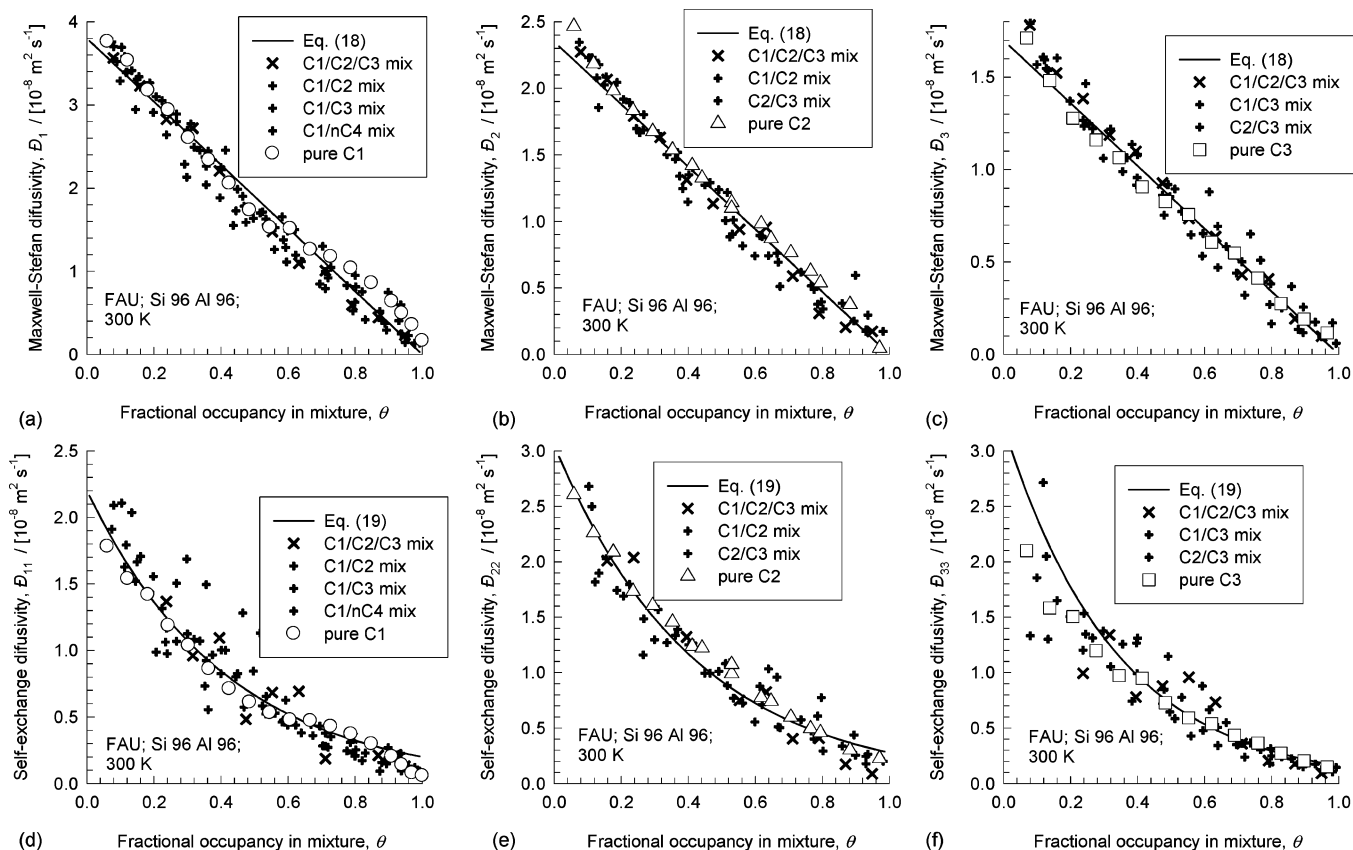 4
3
2
1
0
0.0 0.2 0.4 0.6 0.8 1.0
Maxwell-Stefan difusivity, Đ1 / [10-8 m2 s-1]
Eq. (18)
C1/C2/C3 mix
C1/C2 mix
C1/C3 mix
C1/nC4 mix
pure C1
FAU; Si 96 Al 96;
300 K
(a)
Fractional occupancy in mixture, θ
2.5
2.0
1.5
1.0
0.5
0.0
0.0 0.2 0.4 0.6 0.8 1.0
Maxwell-Stefan difusivity, Đ2 / [10-8 m2 s-1]
Eq. (18)
C1/C2/C3 mix
C1/C2 mix
C2/C3 mix
pure C2
FAU; Si 96 Al 96;
300 K
(b)
Fractional occupancy in mixture, θ
1.5
1.0
0.5
0.0
0.0 0.2 0.4 0.6 0.8 1.0
Maxwell-Stefan difusivity, Đ3 / [10-8 m2 s-1]
Eq. (18)
C1/C2/C3 mix
C1/C3 mix
C2/C3 mix
pure C3
FAU; Si 96 Al 96;
300 K
(c)
Fractional occupancy in mixture, θ
2.5
2.0
1.5
1.0
0.5
0.0
0.0 0.2 0.4 0.6 0.8 1.0
Self-exchange difusivity, Đ11 / [10-8 m2 s-1]
Eq. (19)
C1/C2/C3 mix
C1/C2 mix
C1/C3 mix
C1/nC4 mix
pure C1
FAU; Si 96 Al 96;
300 K
(d)
Fractional occupancy in mixture, θ
3.0
2.5
2.0
1.5
1.0
0.5
0.0
0.0 0.2 0.4 0.6 0.8 1.0
Self-exchange difusivity, Đ22 / [10-8 m2 s-1]
Eq. (19)
C1/C2/C3 mix
C1/C2 mix
C2/C3 mix
pure C2
FAU; Si 96 Al 96;
300 K
(e)
Fractional occupancy in mixture, θ
3.0
2.5
2.0
1.5
1.0
0.5
0.0
0.0 0.2 0.4 0.6 0.8 1.0
Self-exchange difusivity, Đ33 / [10-8 m2 s-1]
Eq. (19)
C1/C2/C3 mix
C1/C3 mix
C2/C3 mix
pure C3
FAU; Si 96 Al 96;
300 K
(f)
Fractional occupancy in mixture, θ